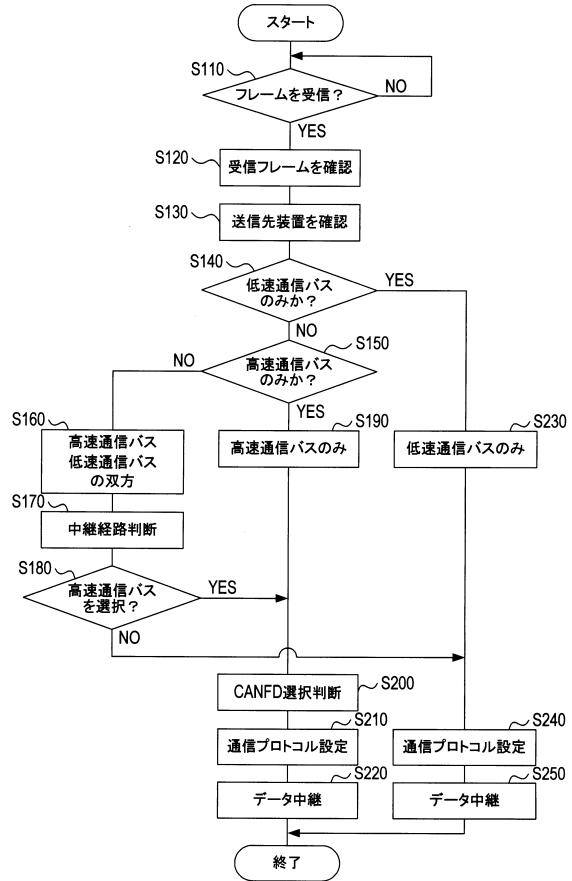 スタート
S110
フレームを受信？
NO
YES
S120
受信フレームを確認
S130
送信先装置を確認
S140
低速通信バス
のみか？
YES
NO
S150
高速通信バス
のみか？
NO
YES
S160
高速通信バス
低速通信バス
の双方
S190
高速通信バスのみ
S230
低速通信バスのみ
S170
中継経路判断
S180
高速通信バス
を選択？
YES
NO
S200
CANFD選択判断
S210
通信プロトコル設定
S240
通信プロトコル設定
S220
データ中継
S250
データ中継
終了